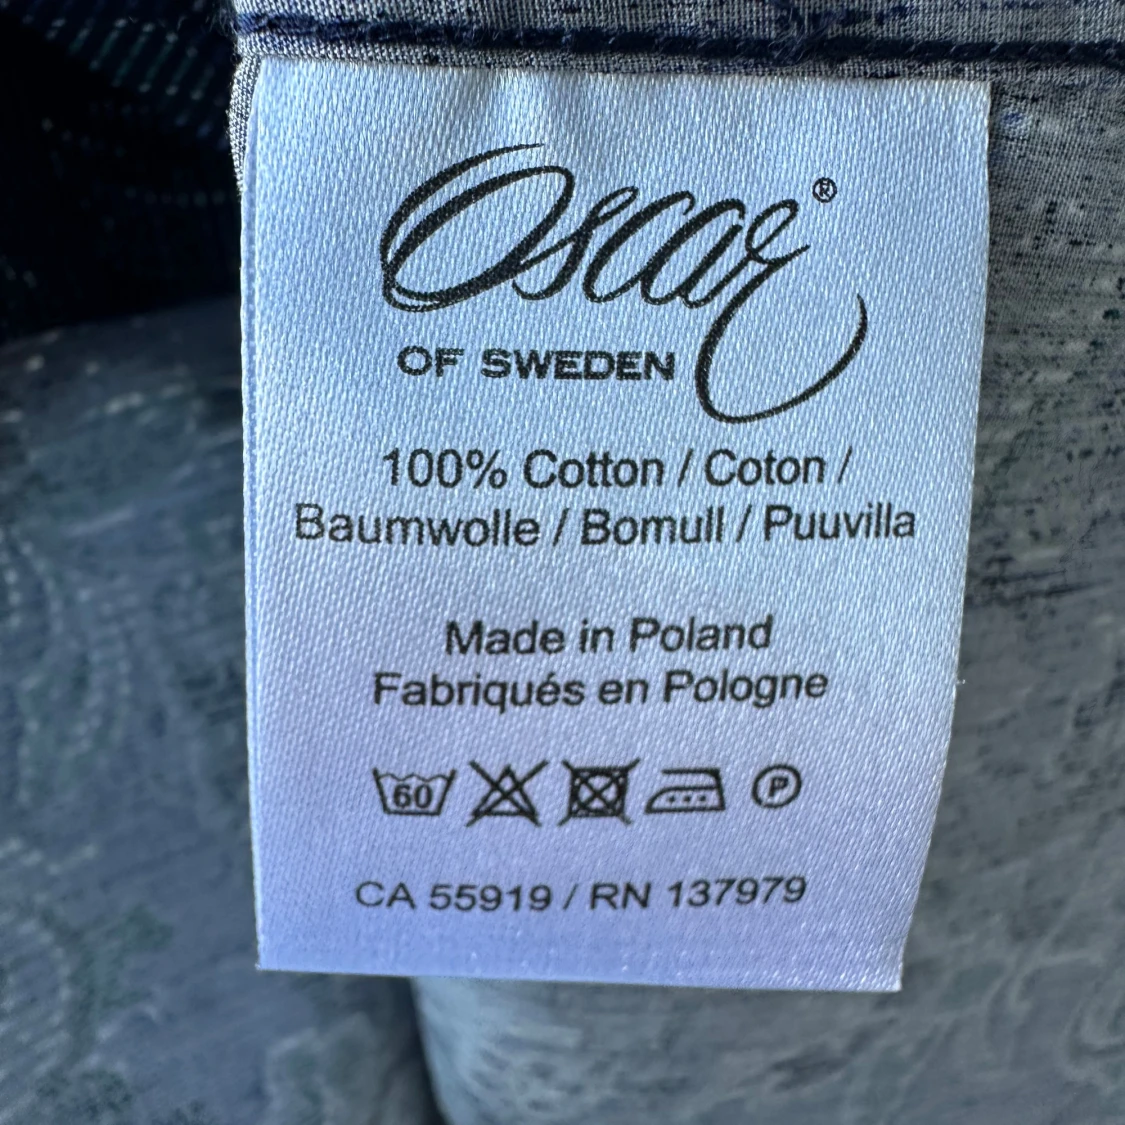 Oscar®
OF SWEDEN
100% Cotton / Coton /
Baumwolle / Bomull / Puuvilla
Made in Poland
Fabriqués en Pologne
60 P
CA 55919 / RN 137979